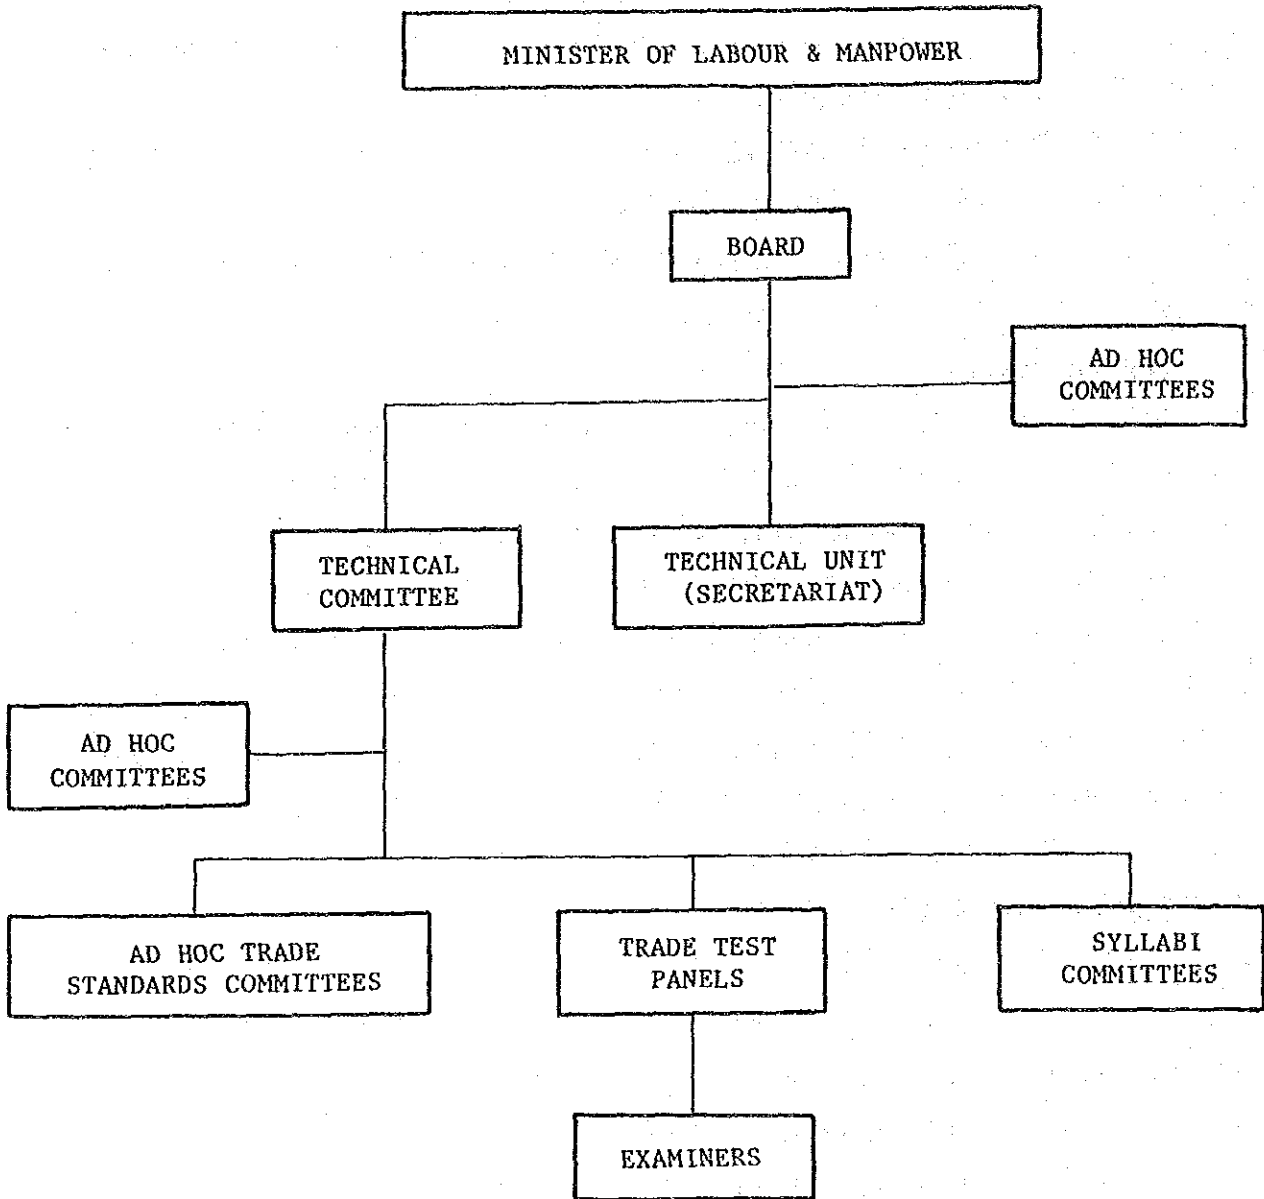 MINISTER OF LABOUR & MANPOWER
BOARD
AD HOC
COMMITTEES
TECHNICAL
COMMITTEE
TECHNICAL UNIT
(SECRETARIAT)
AD HOC
COMMITTEES
AD HOC TRADE
STANDARDS COMMITTEES
TRADE TEST
PANELS
SYLLABI
COMMITTEES
EXAMINERS